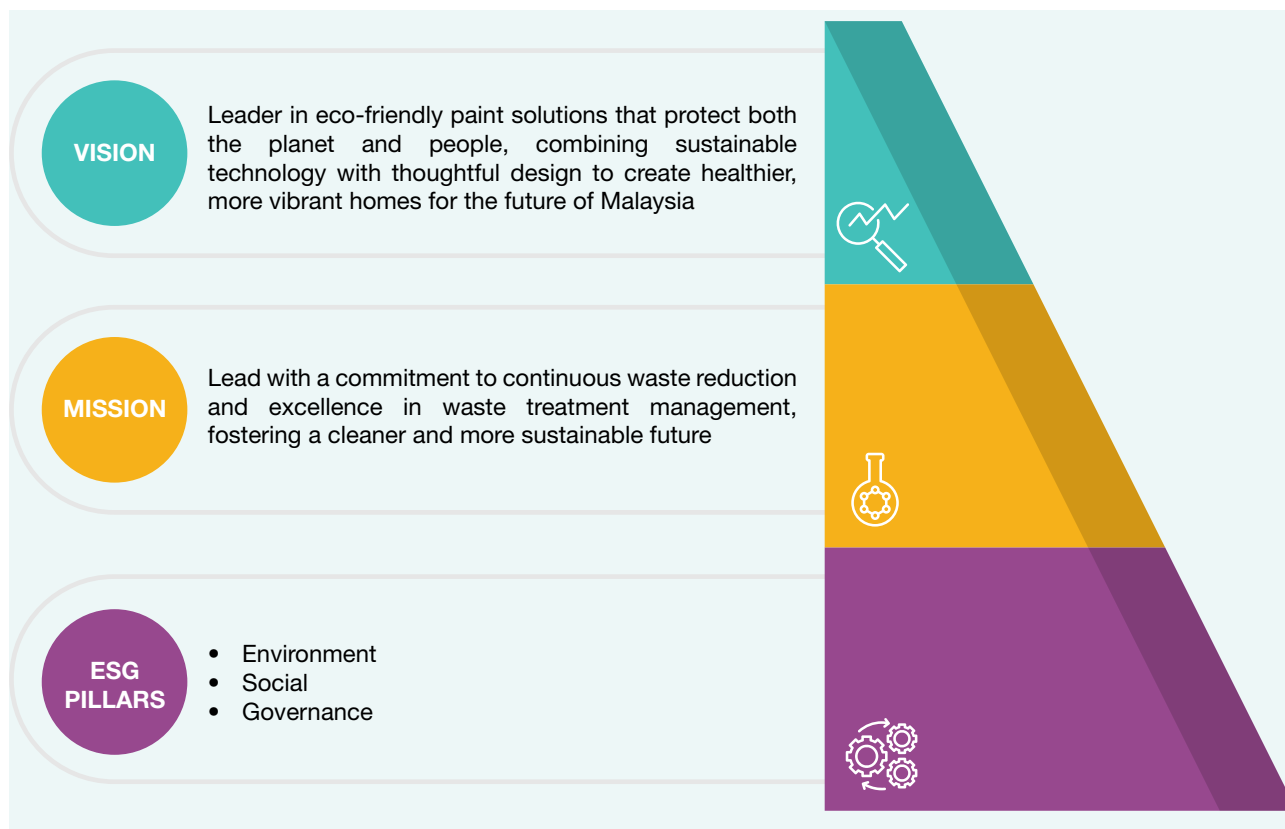 VISION
Leader in eco-friendly paint solutions that protect both
the planet and people, combining sustainable
technology with thoughtful design to create healthier,
more vibrant homes for the future of Malaysia
MISSION
Lead with a commitment to continuous waste reduction
and excellence in waste treatment management,
fostering a cleaner and more sustainable future
ESG
PILLARS
• Environment
• Social
• Governance